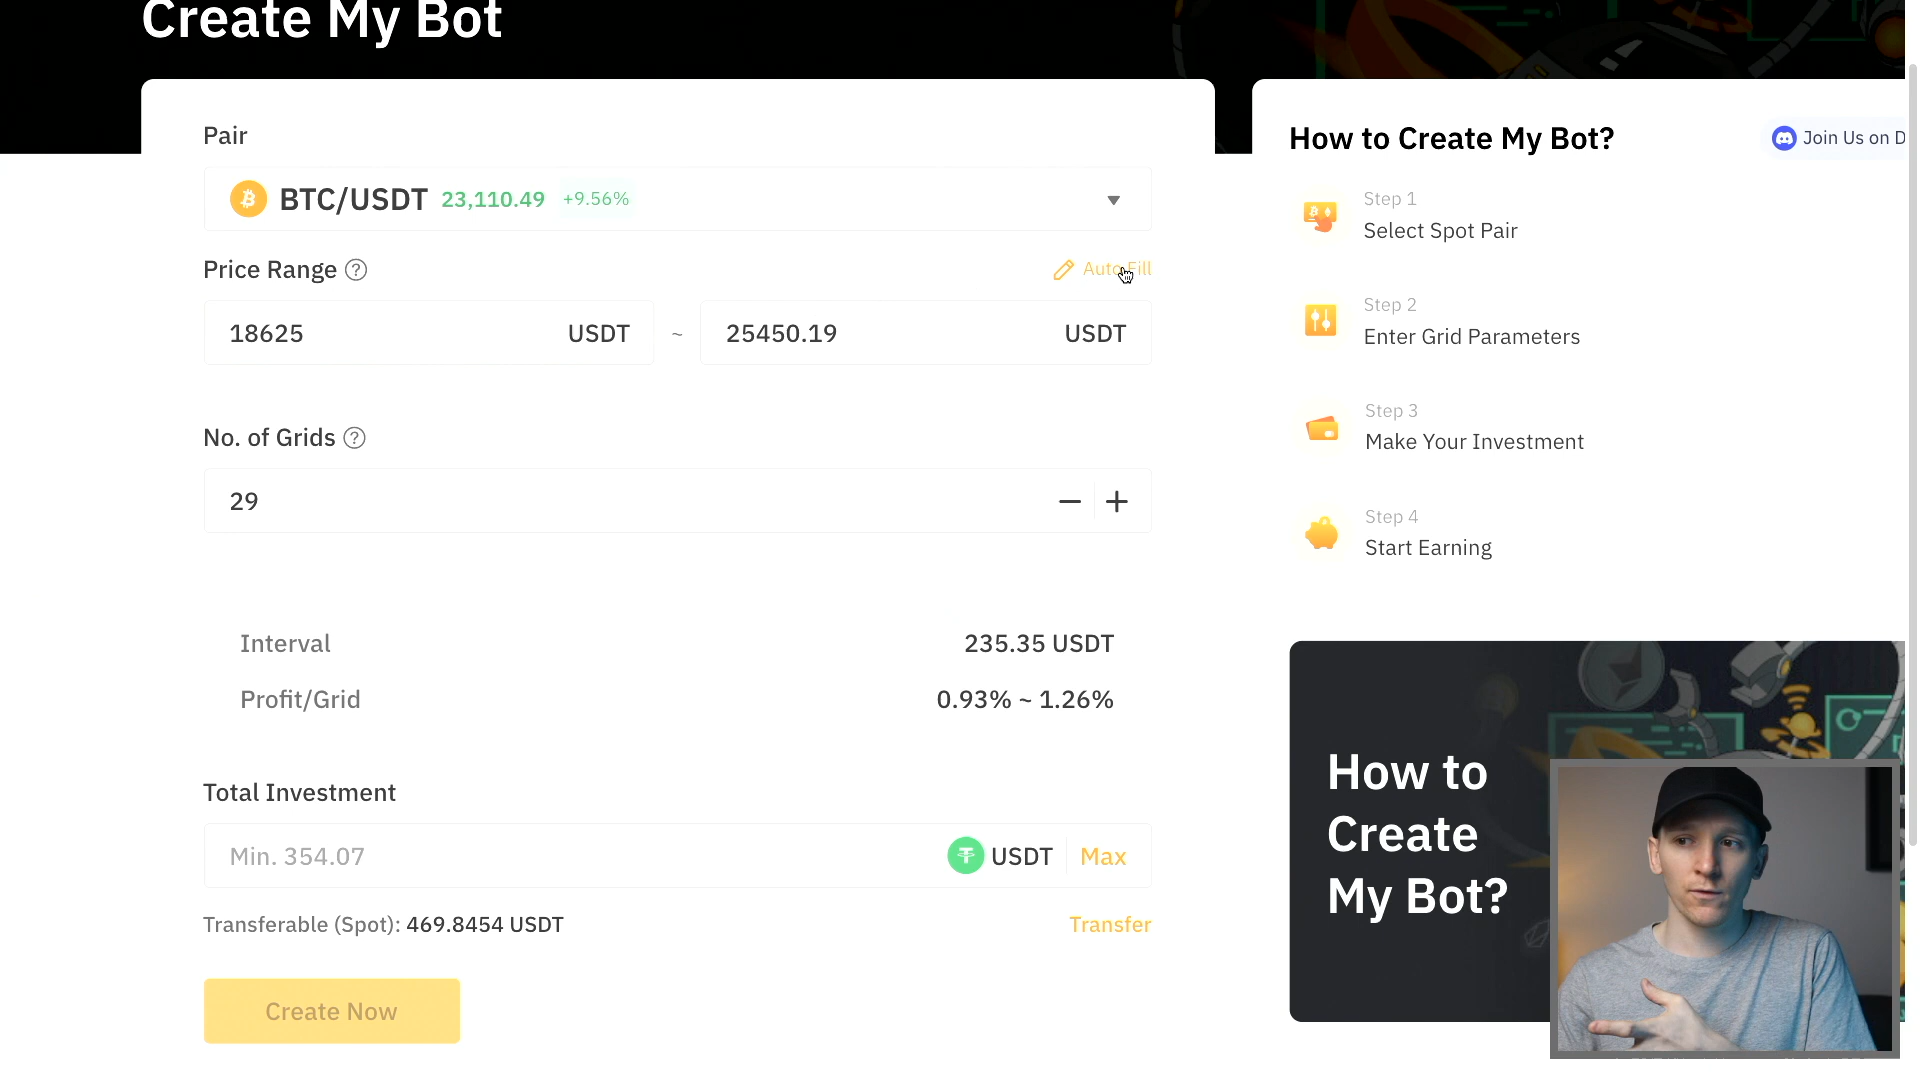 Create My Bot
Pair
BTC/USDT 23,110.49 +9.56%
Price Range ?
Auto Fill
18625 USDT ~ 25450.19 USDT
No. of Grids ?
29 − +
Interval 235.35 USDT
Profit/Grid 0.93% ~ 1.26%
Total Investment
Min. 354.07 USDT Max
Transferable (Spot): 469.8454 USDT Transfer
Create Now
How to Create My Bot?
Join Us on D
Step 1
Select Spot Pair
Step 2
Enter Grid Parameters
Step 3
Make Your Investment
Step 4
Start Earning
How to
Create
My Bot?